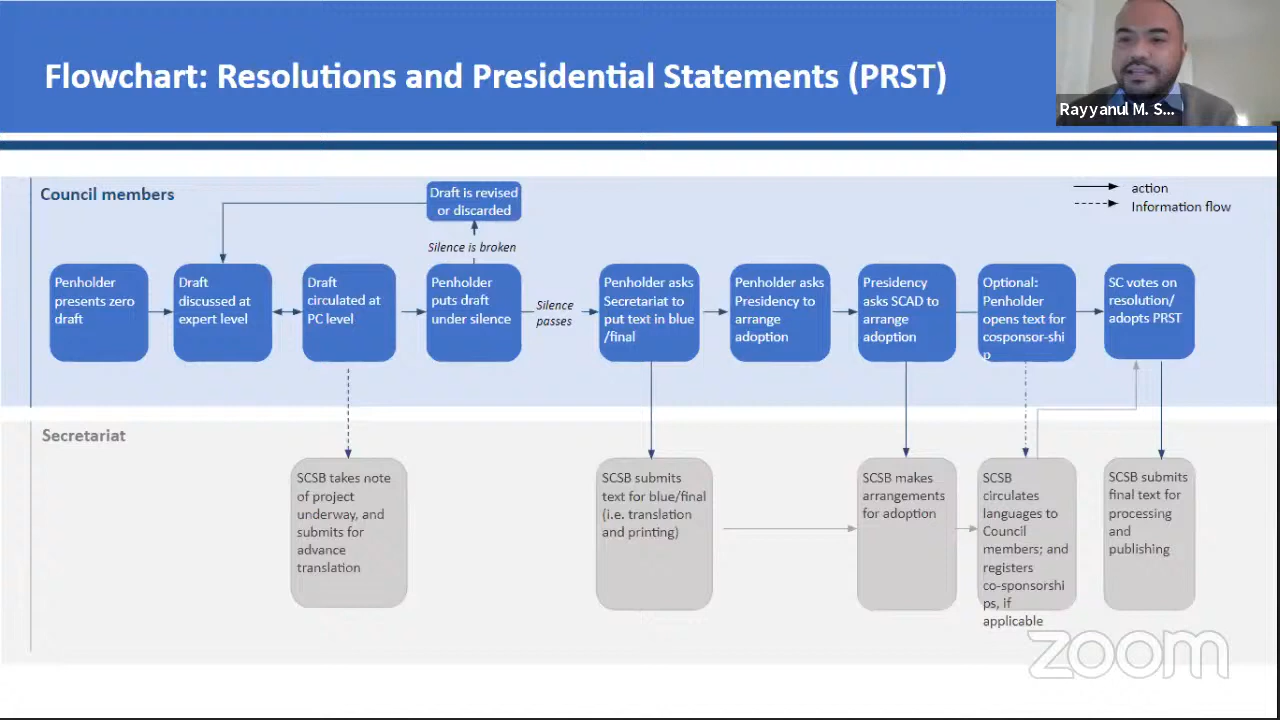 Flowchart: Resolutions and Presidential Statements (PRST)
Rayyanul M. S...
Council members
Draft is revised
or discarded
action
Information flow
Silence is broken
Penholder
presents zero
draft
Draft
discussed at
expert level
Draft
circulated at
PC level
Penholder
puts draft
under silence
Silence
passes
Penholder asks
Secretariat to
put text in blue
/final
Penholder asks
Presidency to
arrange
adoption
Presidency
asks SCAD to
arrange
adoption
Optional:
Penholder
opens text for
cosponsor-shi
p
SC votes on
resolution/
adopts PRST
Secretariat
SCSB takes note
of project
underway, and
submits for
advance
translation
SCSB submits
text for blue/final
(i.e. translation
and printing)
SCSB makes
arrangements
for adoption
SCSB
circulates
languages to
Council
members; and
registers
co-sponsorshi
ps, if
applicable
SCSB submits
final text for
processing
and
publishing
zoom